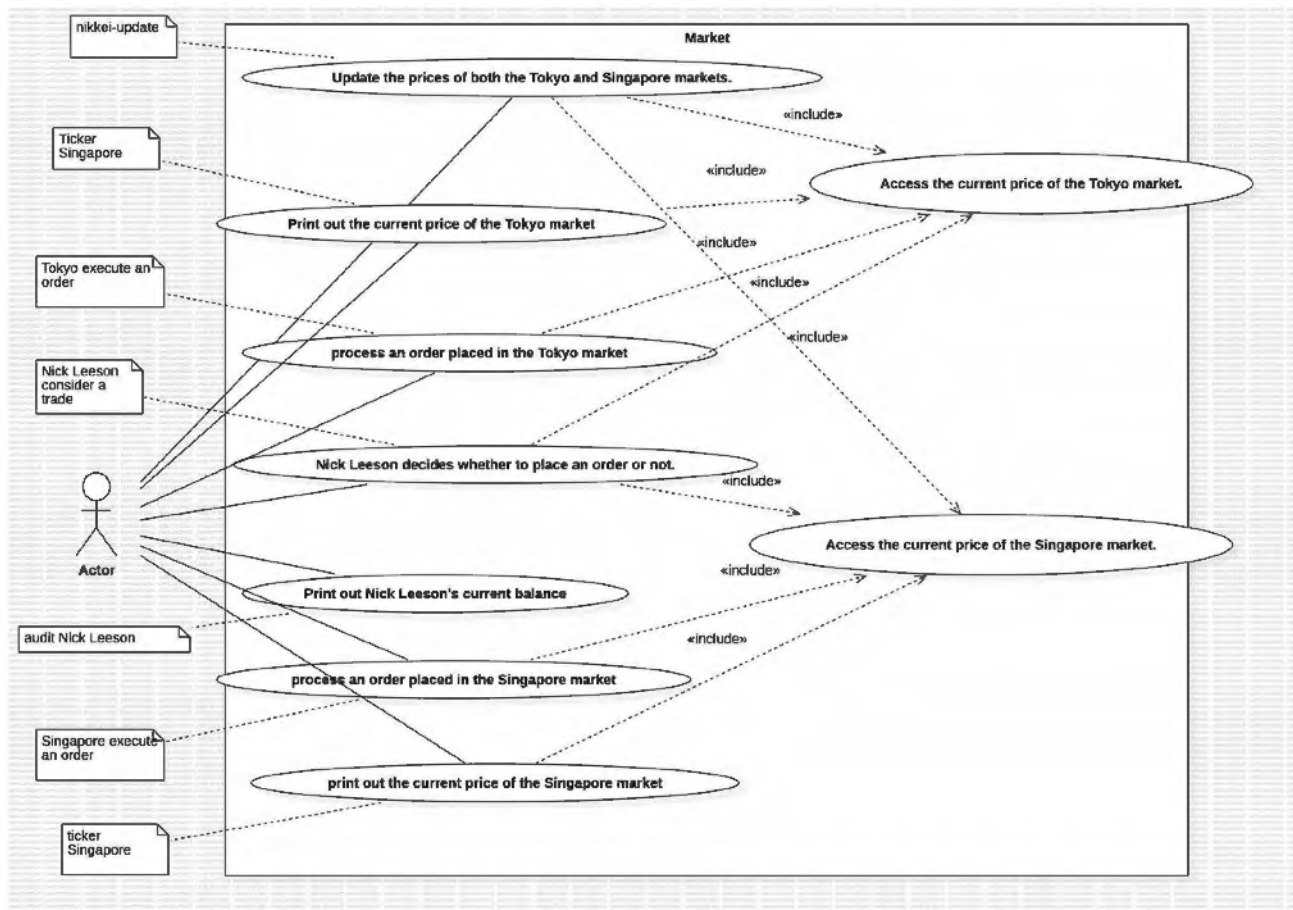 nikkei-update
Market
Update the prices of both the Tokyo and Singapore markets.
«include»
Ticker
Singapore
«include»
Access the current price of the Tokyo market.
Print out the current price of the Tokyo market
«include»
Tokyo execute an
order
«include»
«include»
process an order placed in the Tokyo market
Nick Leeson
consider a
trade
Nick Leeson decides whether to place an order or not.
«include»
Actor
Access the current price of the Singapore market.
«include»
Print out Nick Leeson's current balance
audit Nick Leeson
«include»
process an order placed in the Singapore market
Singapore execute
an order
print out the current price of the Singapore market
ticker
Singapore